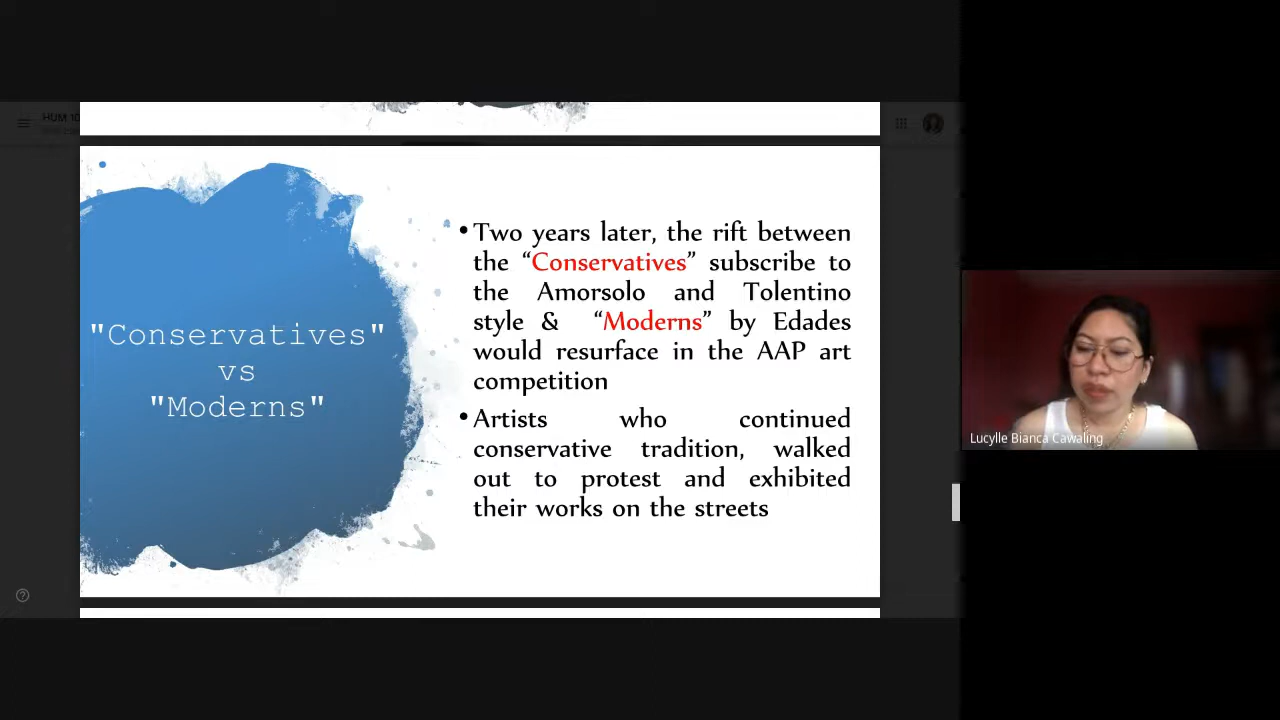 HUM 10
"Conservatives"
vs
"Moderns"
•Two years later, the rift between
the “Conservatives” subscribe to
the Amorsolo and Tolentino
style & “Moderns” by Edades
would resurface in the AAP art
competition
•Artists who continued
conservative tradition, walked
out to protest and exhibited
their works on the streets
Lucylle Bianca Cawaling